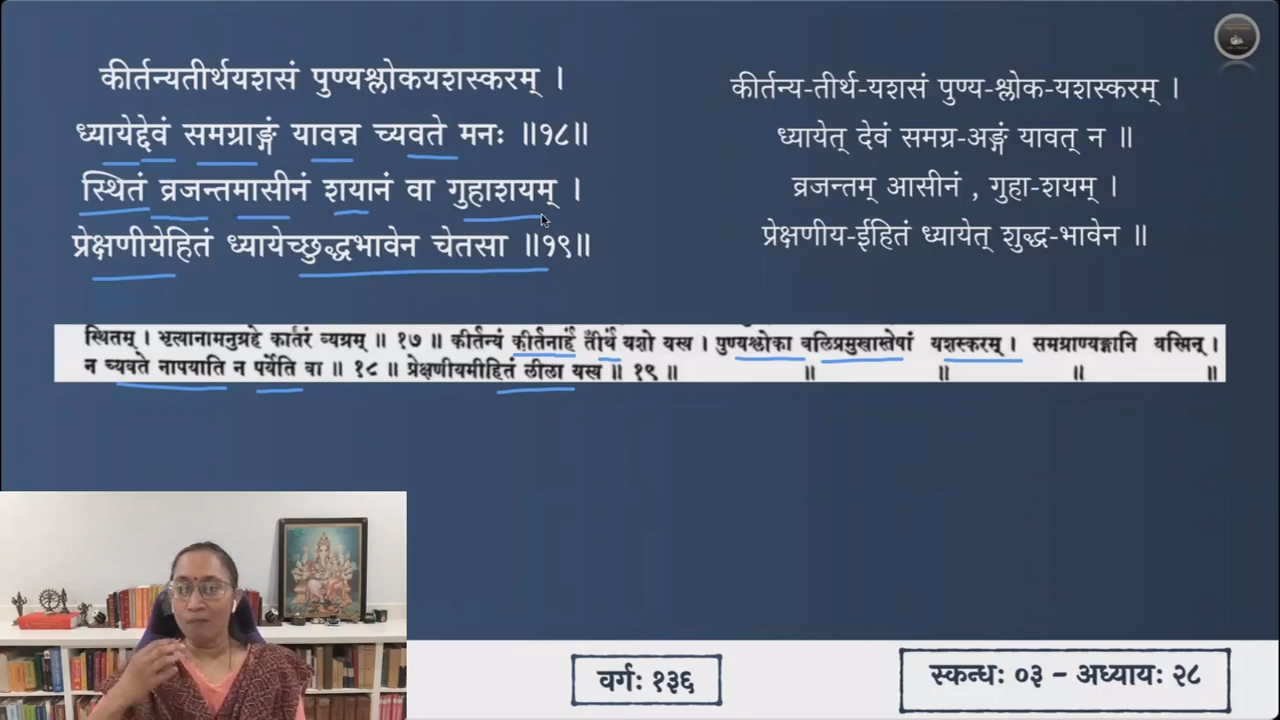 कीर्तन्यतीर्थयशसं पुण्यश्लोकयशस्करम् ।
ध्यायेद्देवं समग्राङ्गं यावन्न च्यवते मनः ॥१८॥
स्थितं व्रजन्तमासीनं शयानं वा गुहाशयम् ।
प्रेक्षणीयेहितं ध्यायेच्छुद्धभावेन चेतसा ॥१९॥
कीर्तन्य-तीर्थ-यशसं पुण्य-श्लोक-यशस्करम् ।
ध्यायेत् देवं समग्र-अङ्गं यावत् न ॥
व्रजन्तम् आसीनं , गुहा-शयम् ।
प्रेक्षणीय-ईहितं ध्यायेत् शुद्ध-भावेन ॥
स्थितम् । भृत्यानामनुग्रहे कातरं व्यग्रम् ॥ १७ ॥ कीर्तन्यं कीर्तनार्हं तीर्थं यशो यस्य । पुण्यश्लोका बलिप्रमुखास्तेषां यशस्करम् । समग्राण्यङ्गानि यस्मिन् ।
न च्यवते नापयाति न पर्येति वा ॥ १८ ॥ प्रेक्षणीयमीहितं लीला यस्य ॥ १९ ॥ ॥ ॥ ॥ ॥
वर्गः १३६
स्कन्धः ०३ – अध्यायः २८